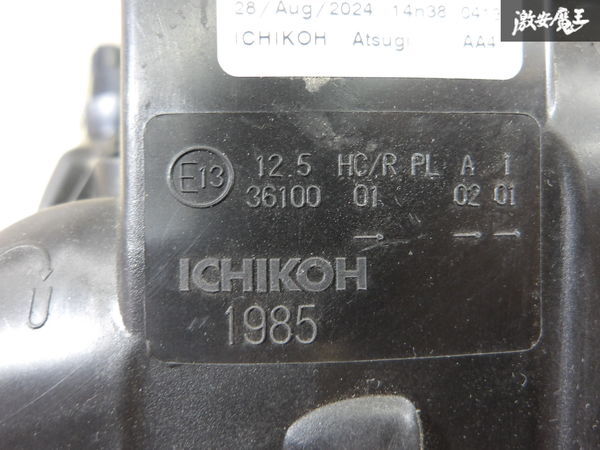 激安魔王
28/Aug/2024 14h38
ICHIKOH Atsugi AA4
E13 12.5 HC/R PL A 1
36100 01 02 01
→ → →
ICHIKOH
1985